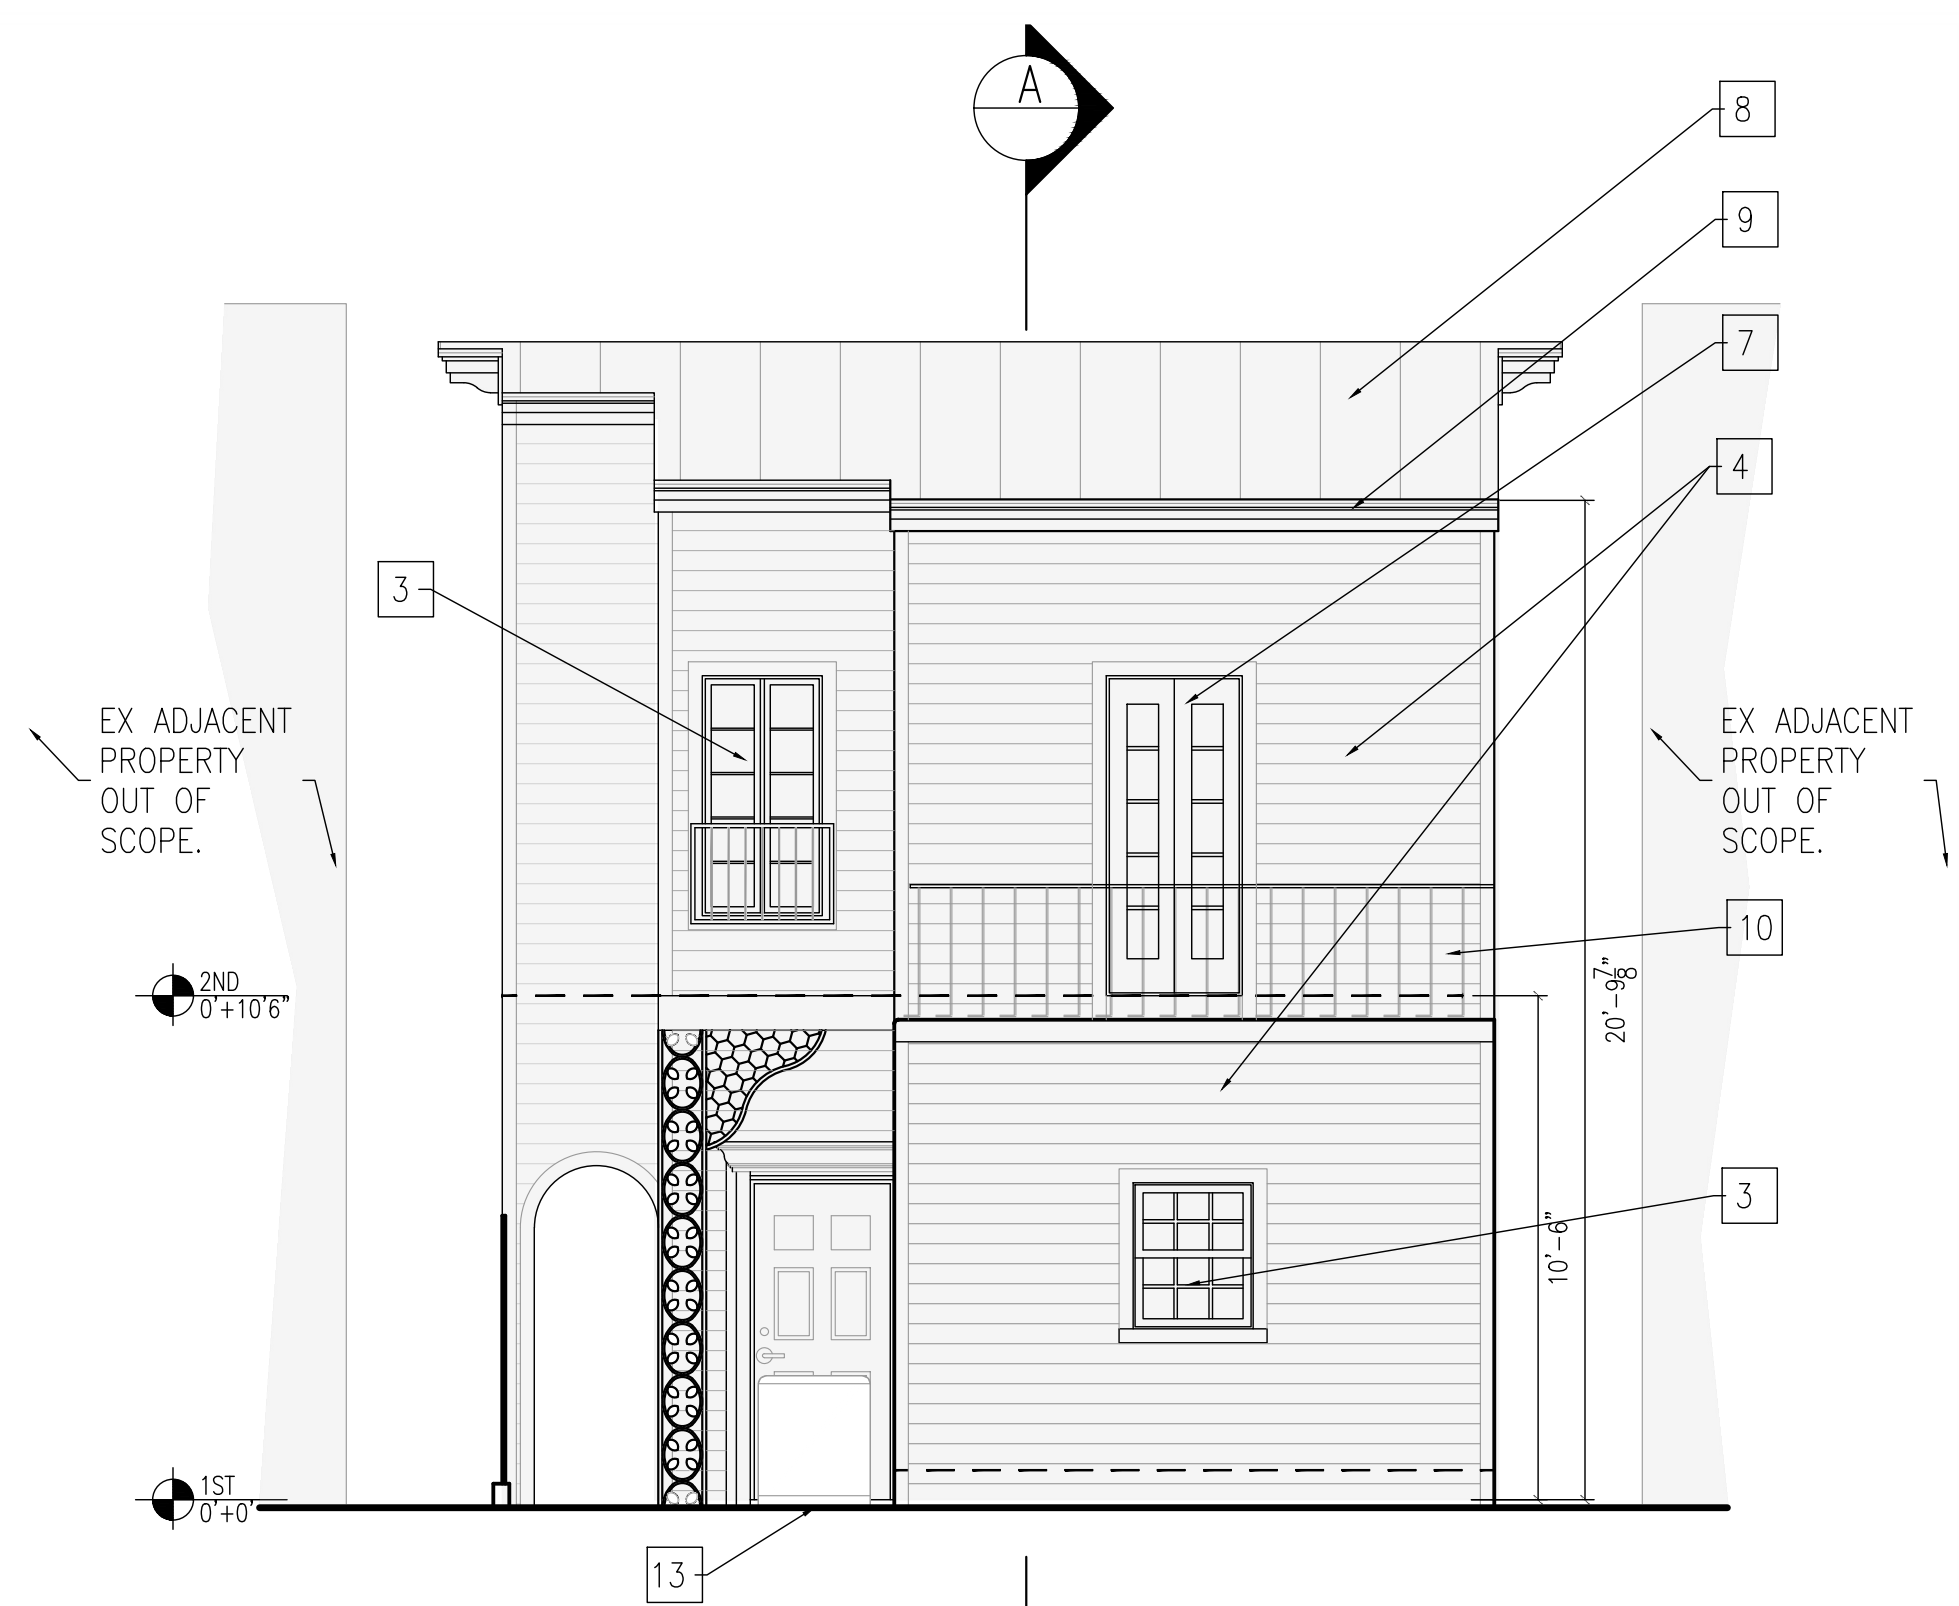 A
8
9
7
4
3
EX ADJACENT
PROPERTY
OUT OF
SCOPE.
EX ADJACENT
PROPERTY
OUT OF
SCOPE.
10
2ND
0'+10'6"
20'-9 7/8"
3
10'-6"
1ST
0'+0'
13